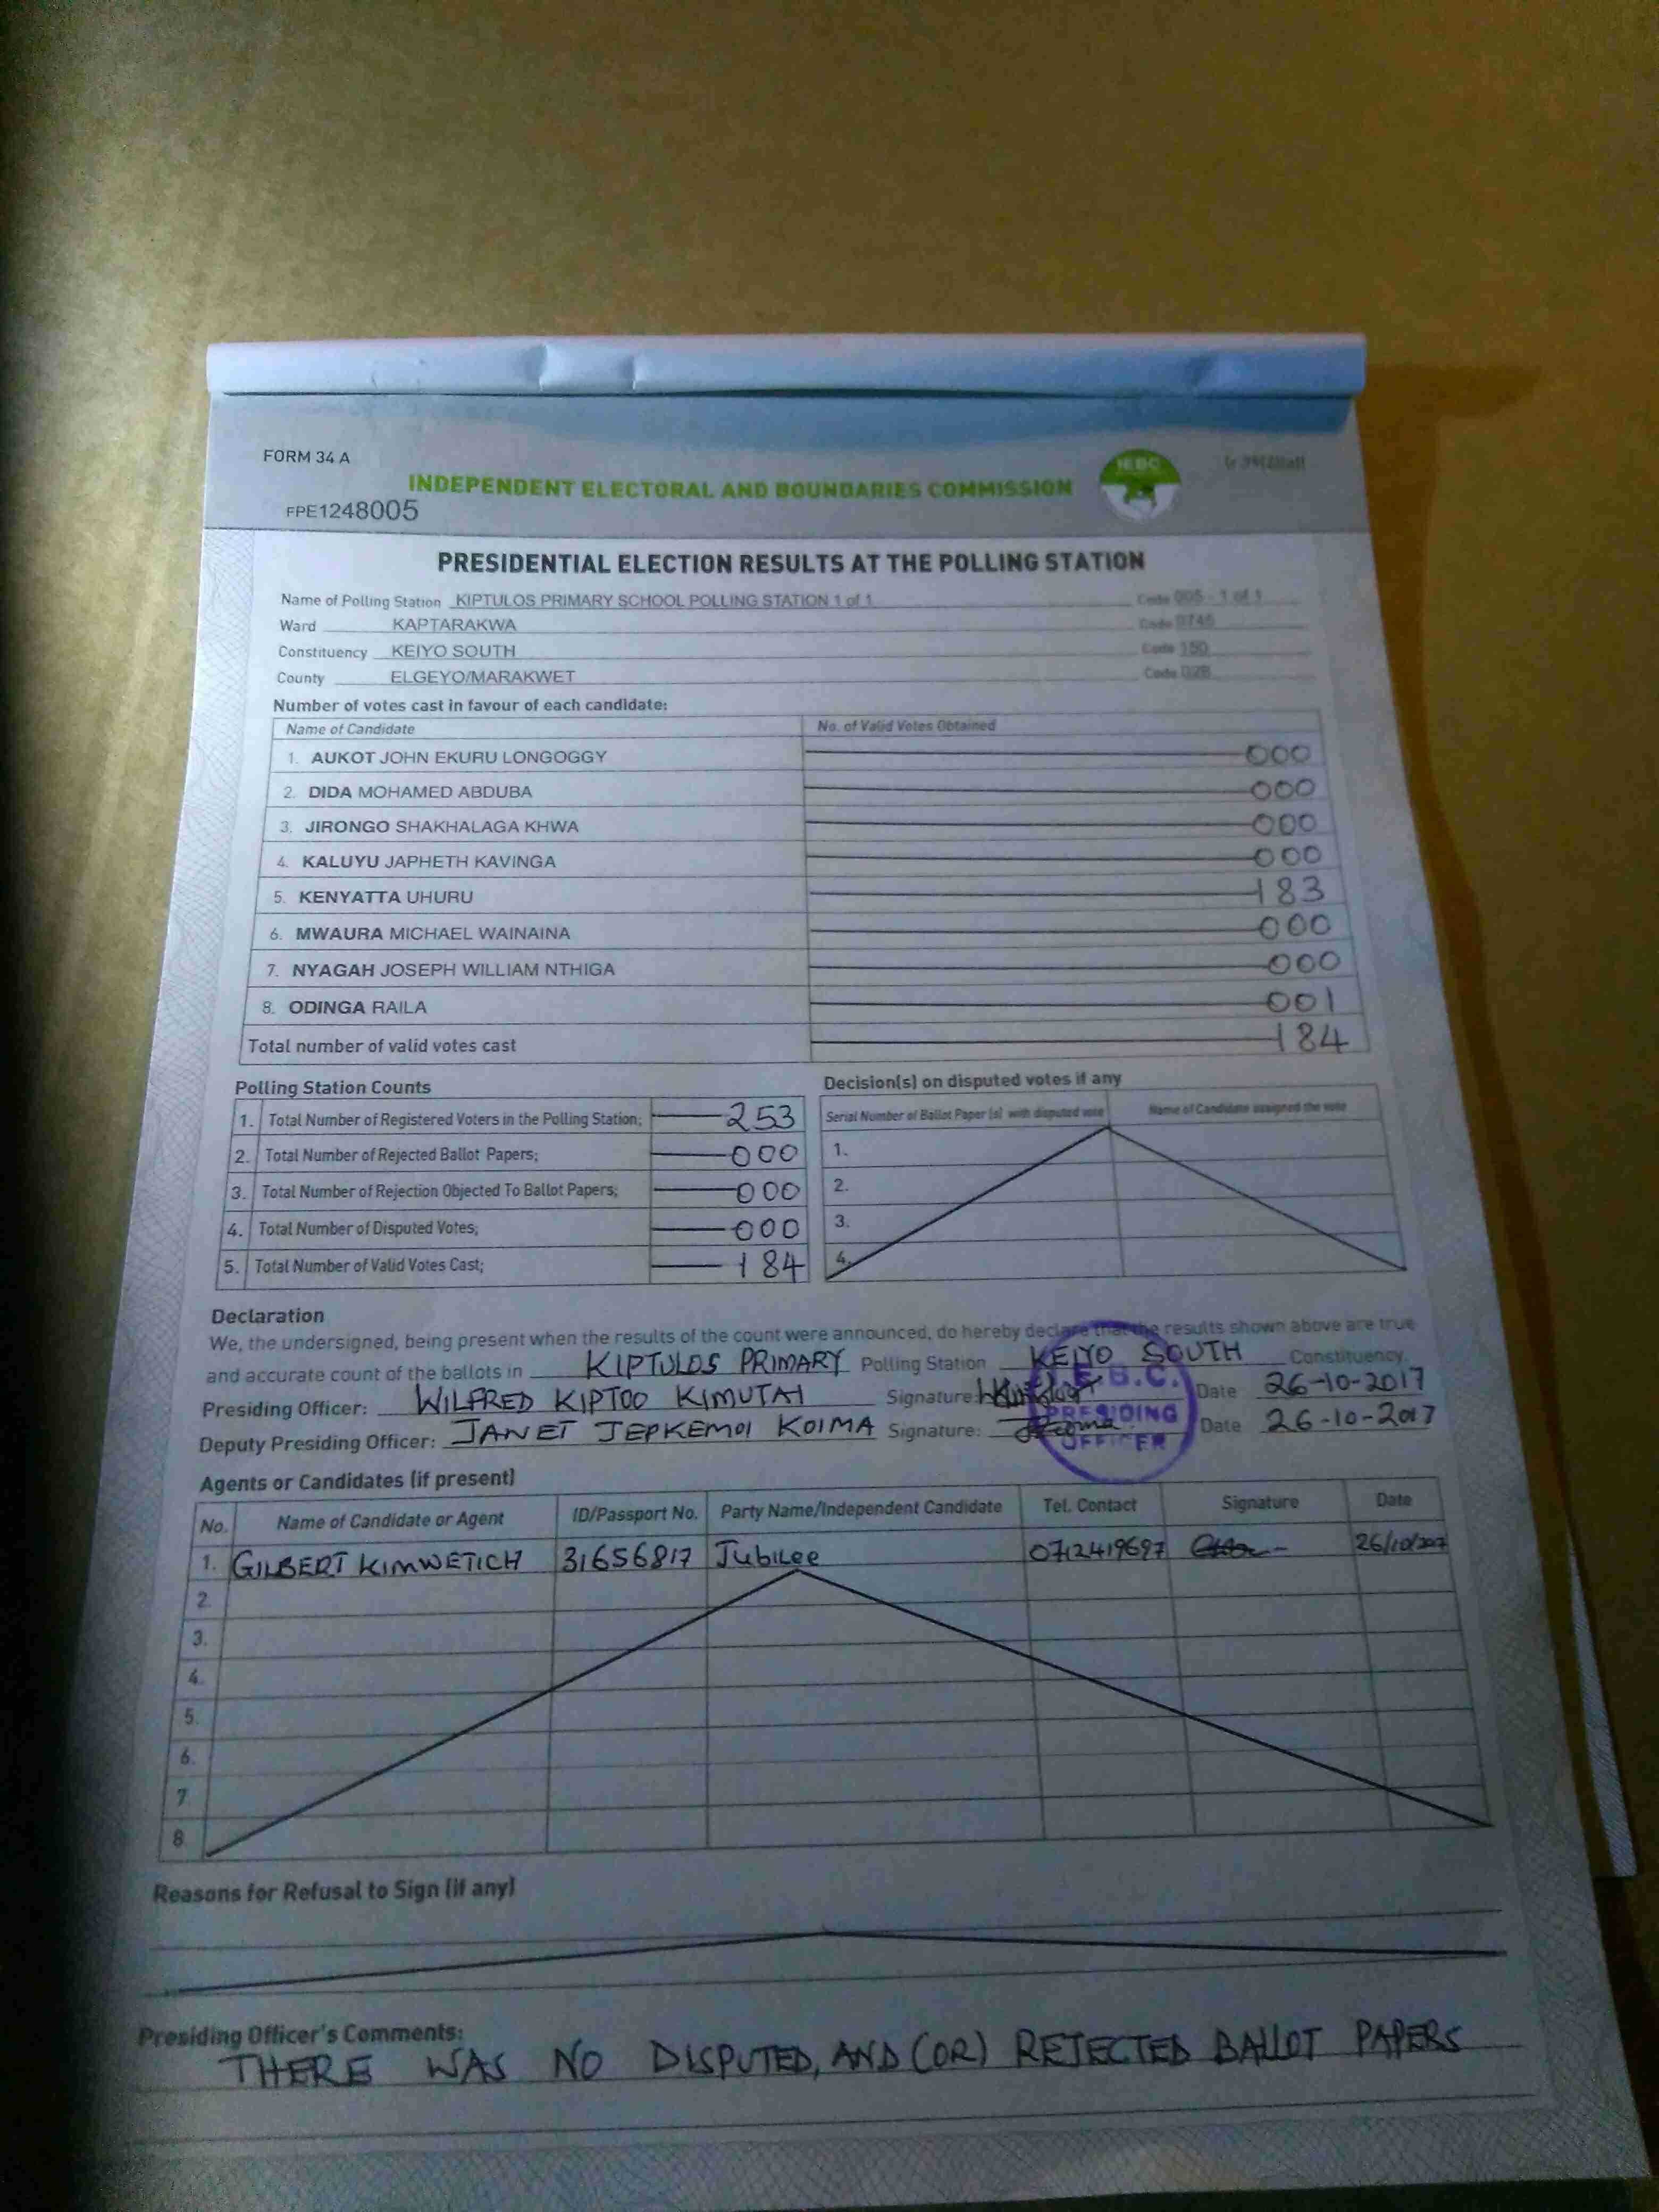 FORM 34 A
IEBC
INDEPENDENT ELECTORAL AND BOUNDARIES COMMISSION
FPE1248005
PRESIDENTIAL ELECTION RESULTS AT THE POLLING STATION
Name of Polling Station KIPTULOS PRIMARY SCHOOL POLLING STATION 1 of 1 Code 005 - 1 of 1
Ward KAPTARAKWA Code 0746
Constituency KEIYO SOUTH Code 150
County ELGEYO/MARAKWET Code 028
Number of votes cast in favour of each candidate:
Name of Candidate No. of Valid Votes Obtained
1. AUKOT JOHN EKURU LONGOGGY 000
2. DIDA MOHAMED ABDUBA 000
3. JIRONGO SHAKHALAGA KHWA 000
4. KALUYU JAPHETH KAVINGA 000
5. KENYATTA UHURU 183
6. MWAURA MICHAEL WAINAINA 000
7. NYAGAH JOSEPH WILLIAM NTHIGA 000
8. ODINGA RAILA 001
Total number of valid votes cast 184
Polling Station Counts
1. Total Number of Registered Voters in the Polling Station; 253
2. Total Number of Rejected Ballot Papers; 000
3. Total Number of Rejection Objected To Ballot Papers; 000
4. Total Number of Disputed Votes; 000
5. Total Number of Valid Votes Cast; 184
Decision(s) on disputed votes if any
Serial Number of Ballot Paper (s) with disputed vote Name of Candidate assigned the vote
1.
2.
3.
4.
Declaration
We, the undersigned, being present when the results of the count were announced, do hereby declare that the results shown above are true
and accurate count of the ballots in KIPTULOS PRIMARY Polling Station KEIYO SOUTH Constituency.
Presiding Officer: WILFRED KIPTOO KIMUTAI Signature: Date 26-10-2017
Deputy Presiding Officer: JANET JEPKEMOI KOIMA Signature: Date 26-10-2017
I.E.B.C.
PRESIDING
OFFICER
Agents or Candidates (if present)
No. Name of Candidate or Agent ID/Passport No. Party Name/Independent Candidate Tel. Contact Signature Date
1. GILBERT KIMWETICH 31656817 JubiLee 0712419697 26/10/2017
2.
3.
4.
5.
6.
7.
8.
Reasons for Refusal to Sign (if any)
Presiding Officer's Comments:
THERE WAS NO DISPUTED, AND (OR) REJECTED BALLOT PAPERS